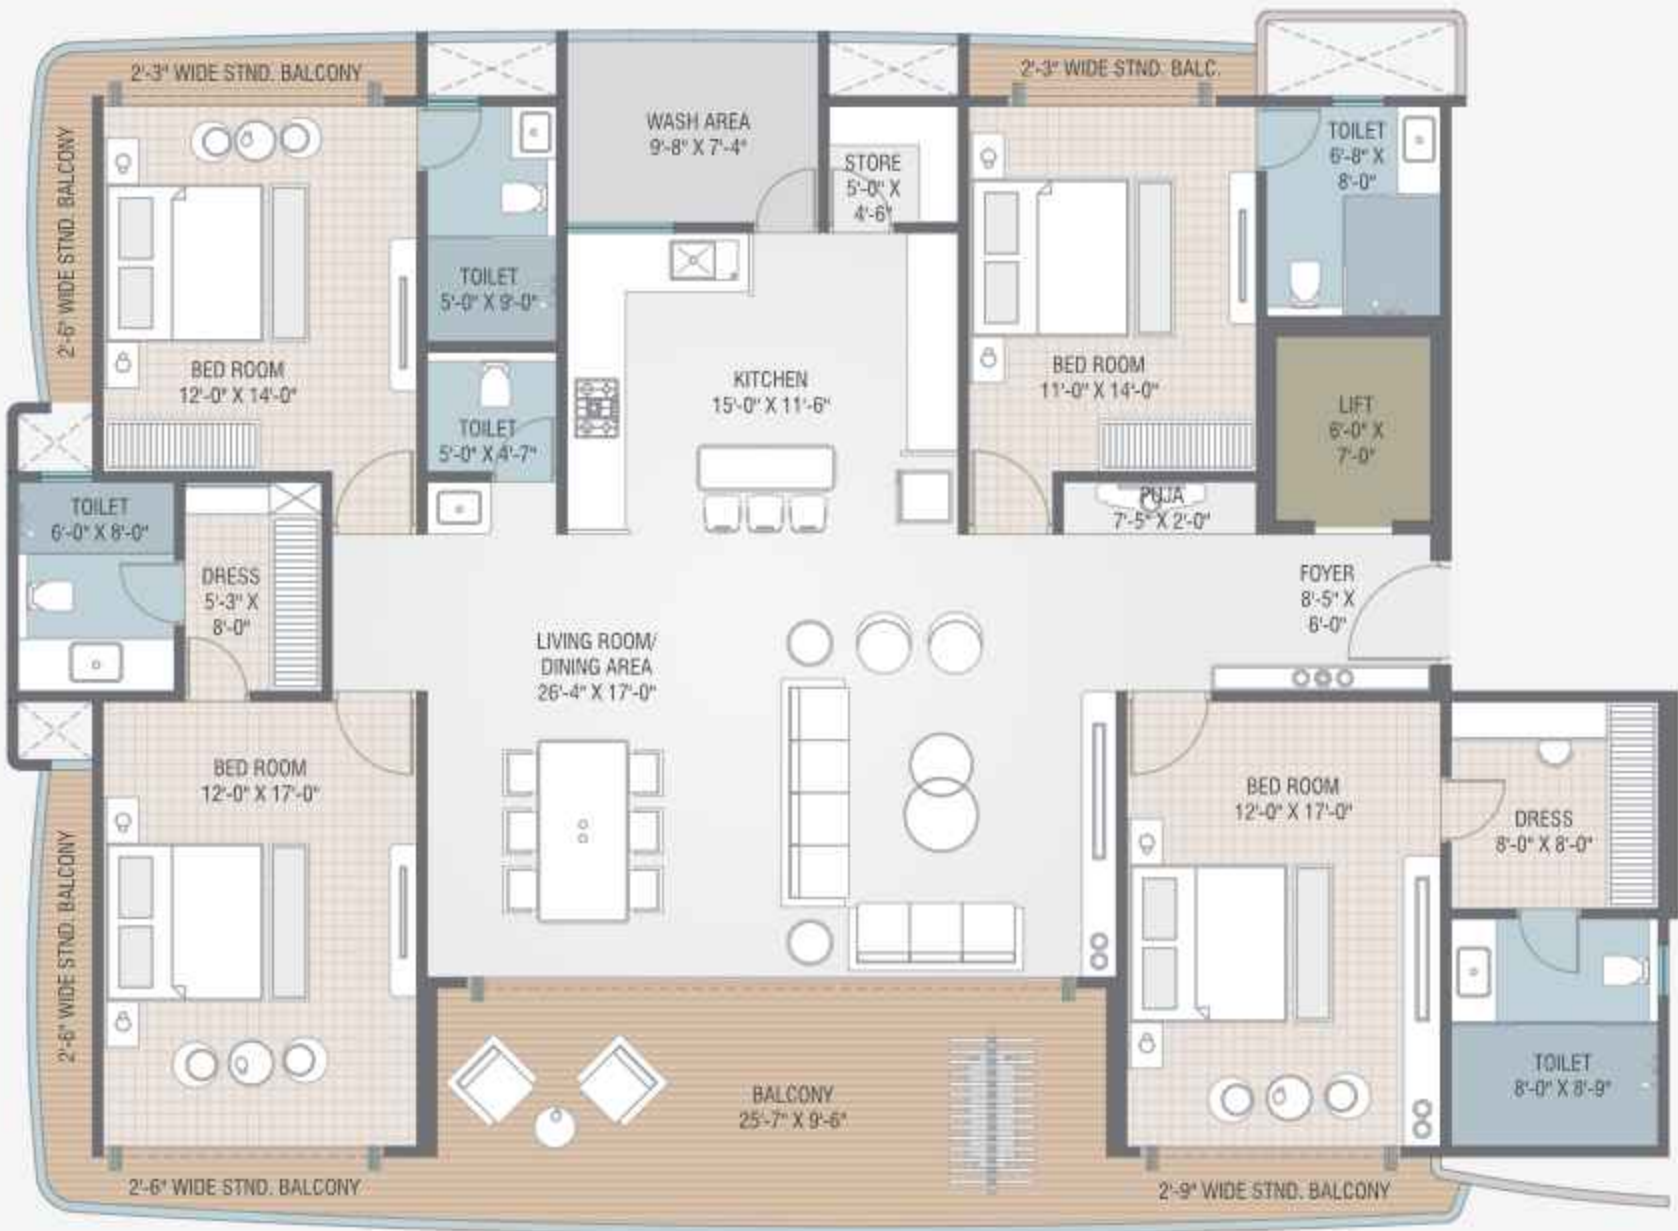 2'-3" WIDE STND. BALCONY
2'-3" WIDE STND. BALC.
2'-6" WIDE STND. BALCONY
WASH AREA
9'-8" X 7'-4"
STORE
5'-0" X
4'-6"
TOILET
6'-8" X
8'-0"
TOILET
5'-0" X 9'-0"
BED ROOM
12'-0" X 14'-0"
KITCHEN
15'-0" X 11'-6"
BED ROOM
11'-0" X 14'-0"
LIFT
6'-0" X
7'-0"
TOILET
5'-0" X 4'-7"
TOILET
6'-0" X 8'-0"
PUJA
7'-5" X 2'-0"
DRESS
5'-3" X
8'-0"
FOYER
8'-5" X
6'-0"
LIVING ROOM/
DINING AREA
26'-4" X 17'-0"
BED ROOM
12'-0" X 17'-0"
BED ROOM
12'-0" X 17'-0"
DRESS
8'-0" X 8'-0"
2'-6" WIDE STND. BALCONY
TOILET
8'-0" X 8'-9"
BALCONY
25'-7" X 9'-6"
2'-6" WIDE STND. BALCONY
2'-9" WIDE STND. BALCONY